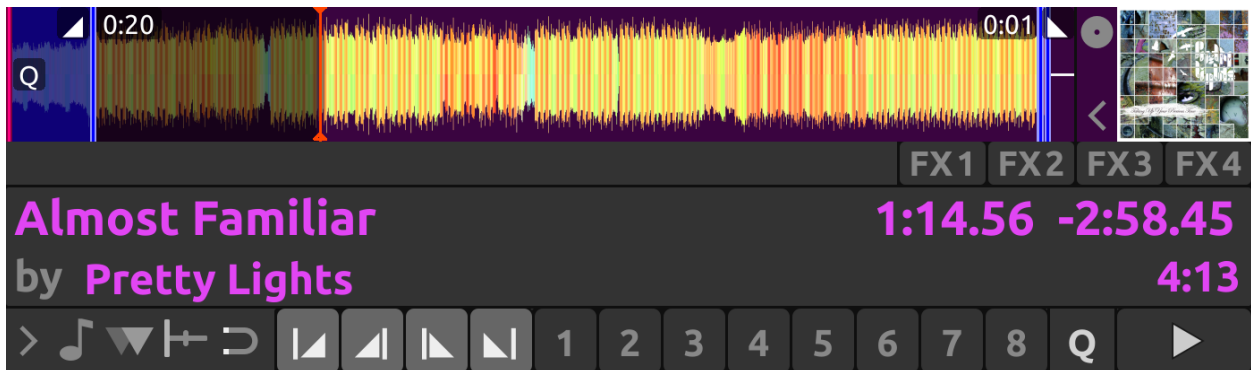 0:20
0:01
Q
FX1 FX2 FX3 FX4
Almost Familiar 1:14.56 -2:58.45
by Pretty Lights 4:13
1 2 3 4 5 6 7 8 Q